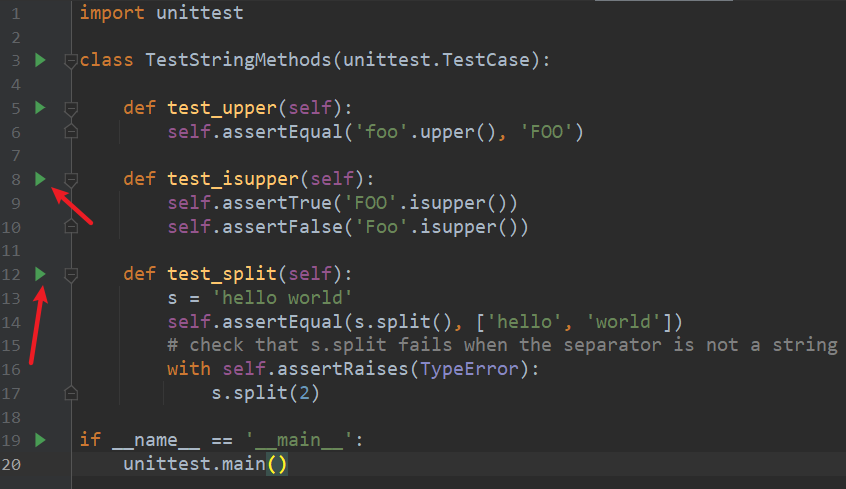 1 import unittest
2
3 class TestStringMethods(unittest.TestCase):
4
5     def test_upper(self):
6         self.assertEqual('foo'.upper(), 'FOO')
7
8     def test_isupper(self):
9         self.assertTrue('FOO'.isupper())
10         self.assertFalse('Foo'.isupper())
11
12     def test_split(self):
13         s = 'hello world'
14         self.assertEqual(s.split(), ['hello', 'world'])
15         # check that s.split fails when the separator is not a string
16         with self.assertRaises(TypeError):
17             s.split(2)
18
19 if __name__ == '__main__':
20     unittest.main()